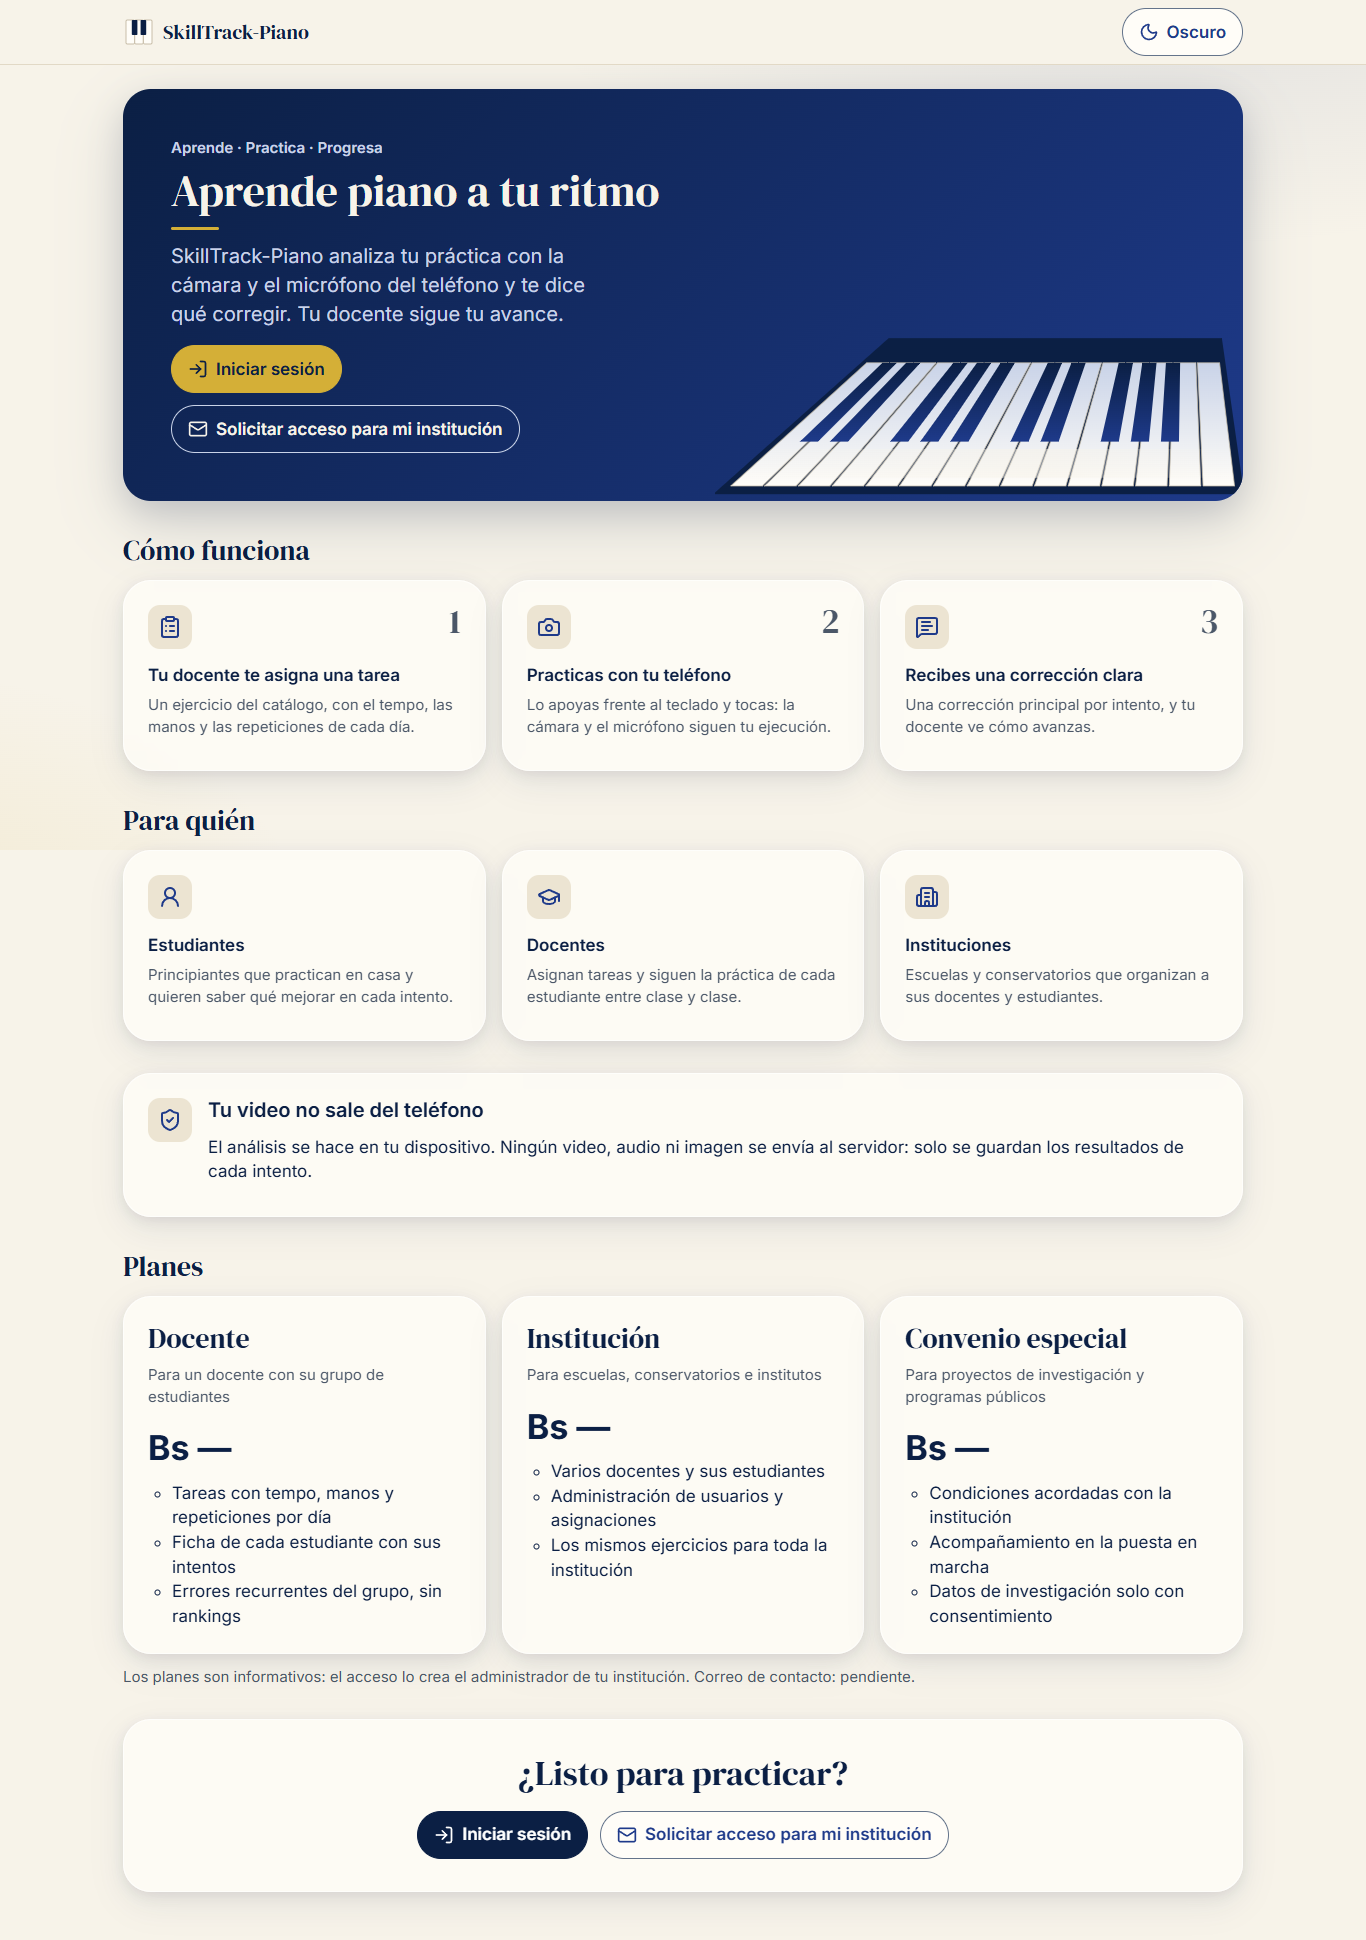 SkillTrack-Piano
Oscuro
Aprende · Practica · Progresa
Aprende piano a tu ritmo
SkillTrack-Piano analiza tu práctica con la
cámara y el micrófono del teléfono y te dice
qué corregir. Tu docente sigue tu avance.
Iniciar sesión
Solicitar acceso para mi institución
Cómo funciona
1
Tu docente te asigna una tarea
Un ejercicio del catálogo, con el tempo, las
manos y las repeticiones de cada día.
2
Practicas con tu teléfono
Lo apoyas frente al teclado y tocas: la
cámara y el micrófono siguen tu ejecución.
3
Recibes una corrección clara
Una corrección principal por intento, y tu
docente ve cómo avanzas.
Para quién
Estudiantes
Principiantes que practican en casa y
quieren saber qué mejorar en cada intento.
Docentes
Asignan tareas y siguen la práctica de cada
estudiante entre clase y clase.
Instituciones
Escuelas y conservatorios que organizan a
sus docentes y estudiantes.
Tu video no sale del teléfono
El análisis se hace en tu dispositivo. Ningún video, audio ni imagen se envía al servidor: solo se guardan los resultados de
cada intento.
Planes
Docente
Para un docente con su grupo de
estudiantes
Bs —
Tareas con tempo, manos y
repeticiones por día
Ficha de cada estudiante con sus
intentos
Errores recurrentes del grupo, sin
rankings
Institución
Para escuelas, conservatorios e institutos
Bs —
Varios docentes y sus estudiantes
Administración de usuarios y
asignaciones
Los mismos ejercicios para toda la
institución
Convenio especial
Para proyectos de investigación y
programas públicos
Bs —
Condiciones acordadas con la
institución
Acompañamiento en la puesta en
marcha
Datos de investigación solo con
consentimiento
Los planes son informativos: el acceso lo crea el administrador de tu institución. Correo de contacto: pendiente.
¿Listo para practicar?
Iniciar sesión
Solicitar acceso para mi institución